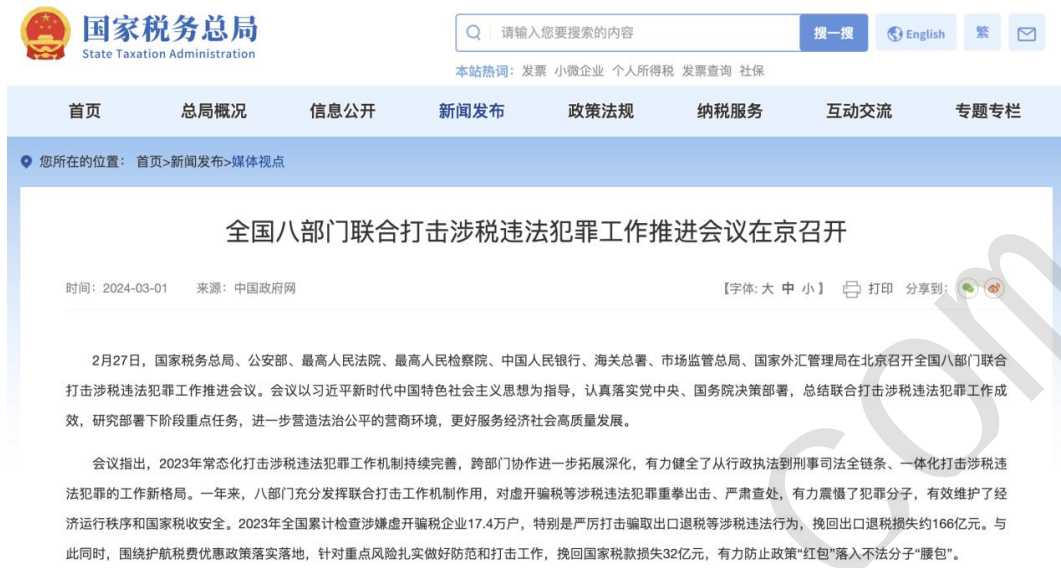 国家税务总局
State Taxation Administration
请输入您要搜索的内容
搜一搜
English
繁
本站热词：发票 小微企业 个人所得税 发票查询 社保
首页 总局概况 信息公开 新闻发布 政策法规 纳税服务 互动交流 专题专栏
您所在的位置： 首页>新闻发布>媒体视点
全国八部门联合打击涉税违法犯罪工作推进会议在京召开
时间：2024-03-01 来源：中国政府网 【字体: 大 中 小 】 打印 分享到:
2月27日，国家税务总局、公安部、最高人民法院、最高人民检察院、中国人民银行、海关总署、市场监管总局、国家外汇管理局在北京召开全国八部门联合
打击涉税违法犯罪工作推进会议。会议以习近平新时代中国特色社会主义思想为指导，认真落实党中央、国务院决策部署，总结联合打击涉税违法犯罪工作成
效，研究部署下阶段重点任务，进一步营造法治公平的营商环境，更好服务经济社会高质量发展。
会议指出，2023年常态化打击涉税违法犯罪工作机制持续完善，跨部门协作进一步拓展深化，有力健全了从行政执法到刑事司法全链条、一体化打击涉税违
法犯罪的工作新格局。一年来，八部门充分发挥联合打击工作机制作用，对虚开骗税等涉税违法犯罪重拳出击、严肃查处，有力震慑了犯罪分子，有效维护了经
济运行秩序和国家税收安全。2023年全国累计检查涉嫌虚开骗税企业17.4万户，特别是严厉打击骗取出口退税等涉税违法行为，挽回出口退税损失约166亿元。与
此同时，围绕护航税费优惠政策落实落地，针对重点风险扎实做好防范和打击工作，挽回国家税款损失32亿元，有力防止政策“红包”落入不法分子“腰包”。
com